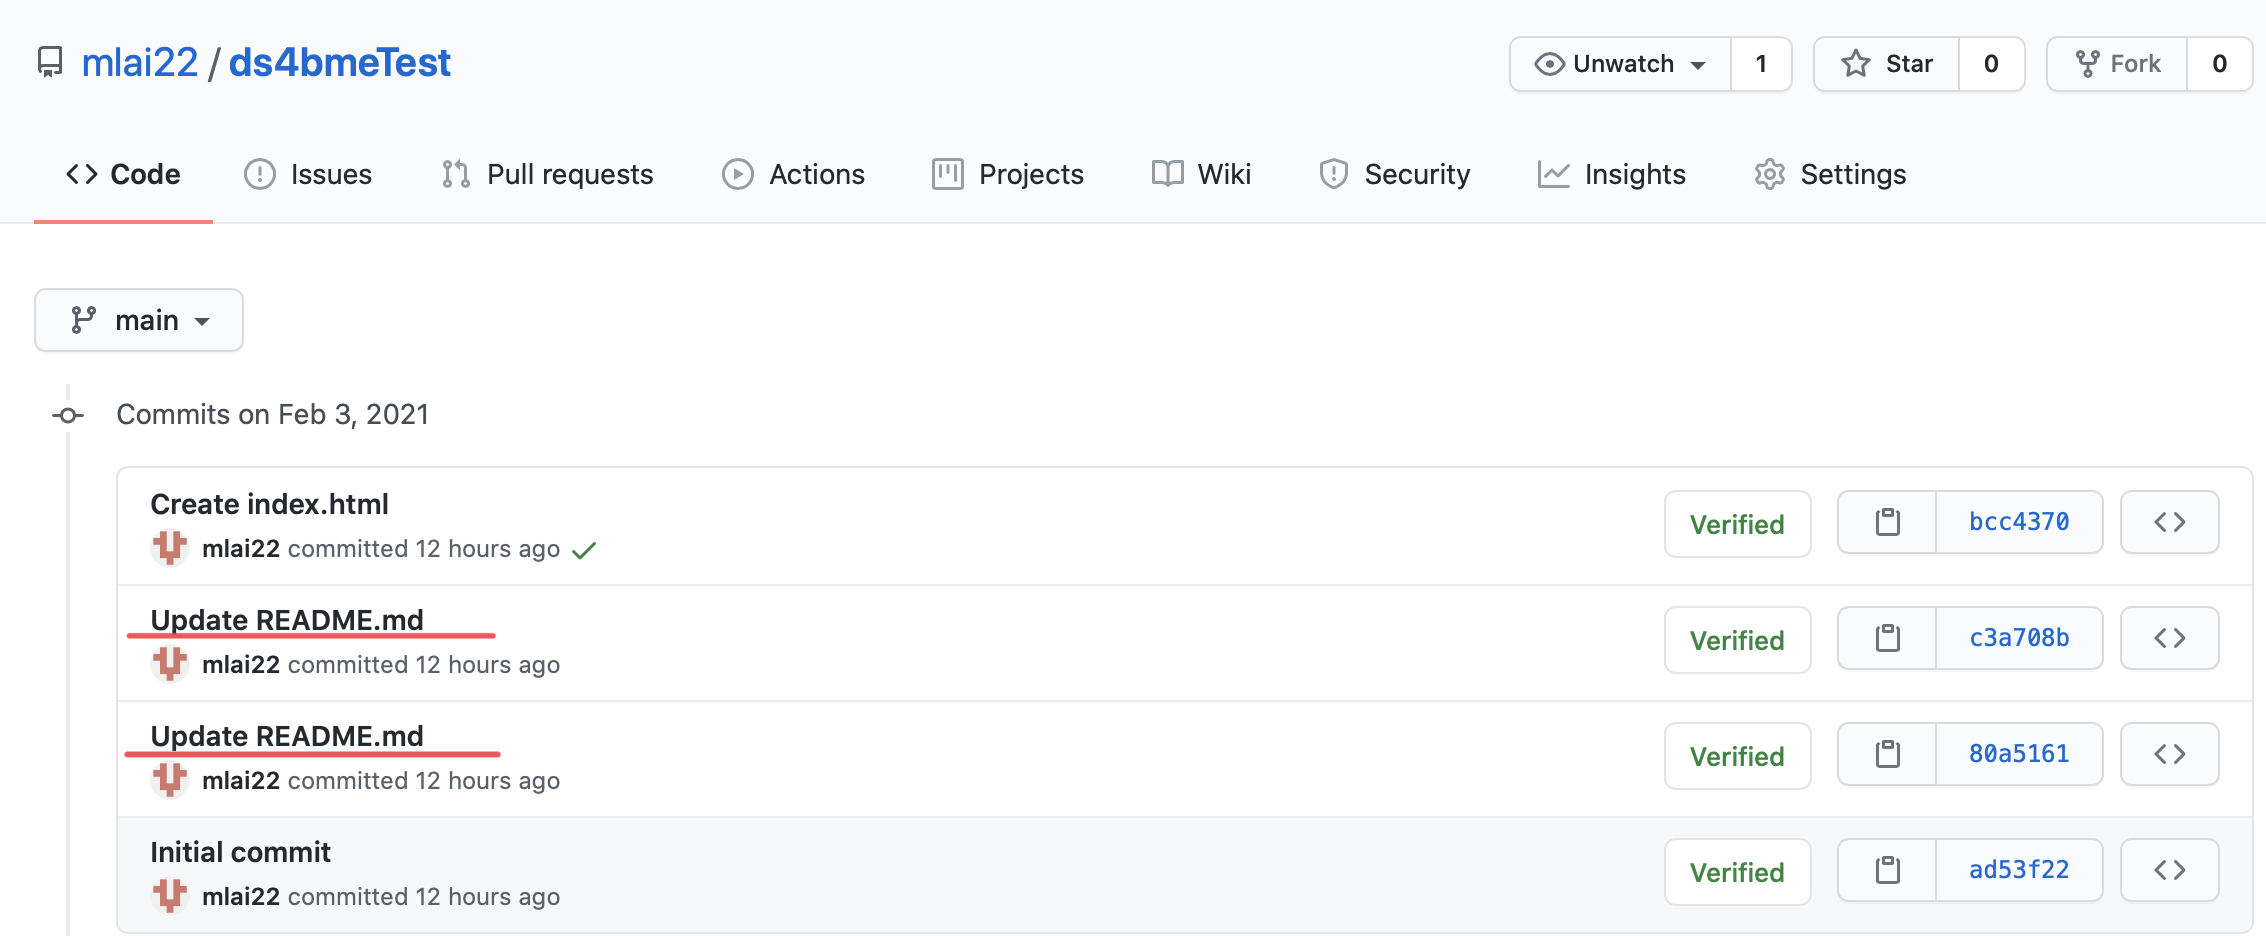 mlai22 / ds4bmeTest
Unwatch 1 Star 0 Fork 0
Code Issues Pull requests Actions Projects Wiki Security Insights Settings
main
Commits on Feb 3, 2021
Create index.html
mlai22 committed 12 hours ago
Verified bcc4370
Update README.md
mlai22 committed 12 hours ago
Verified c3a708b
Update README.md
mlai22 committed 12 hours ago
Verified 80a5161
Initial commit
mlai22 committed 12 hours ago
Verified ad53f22